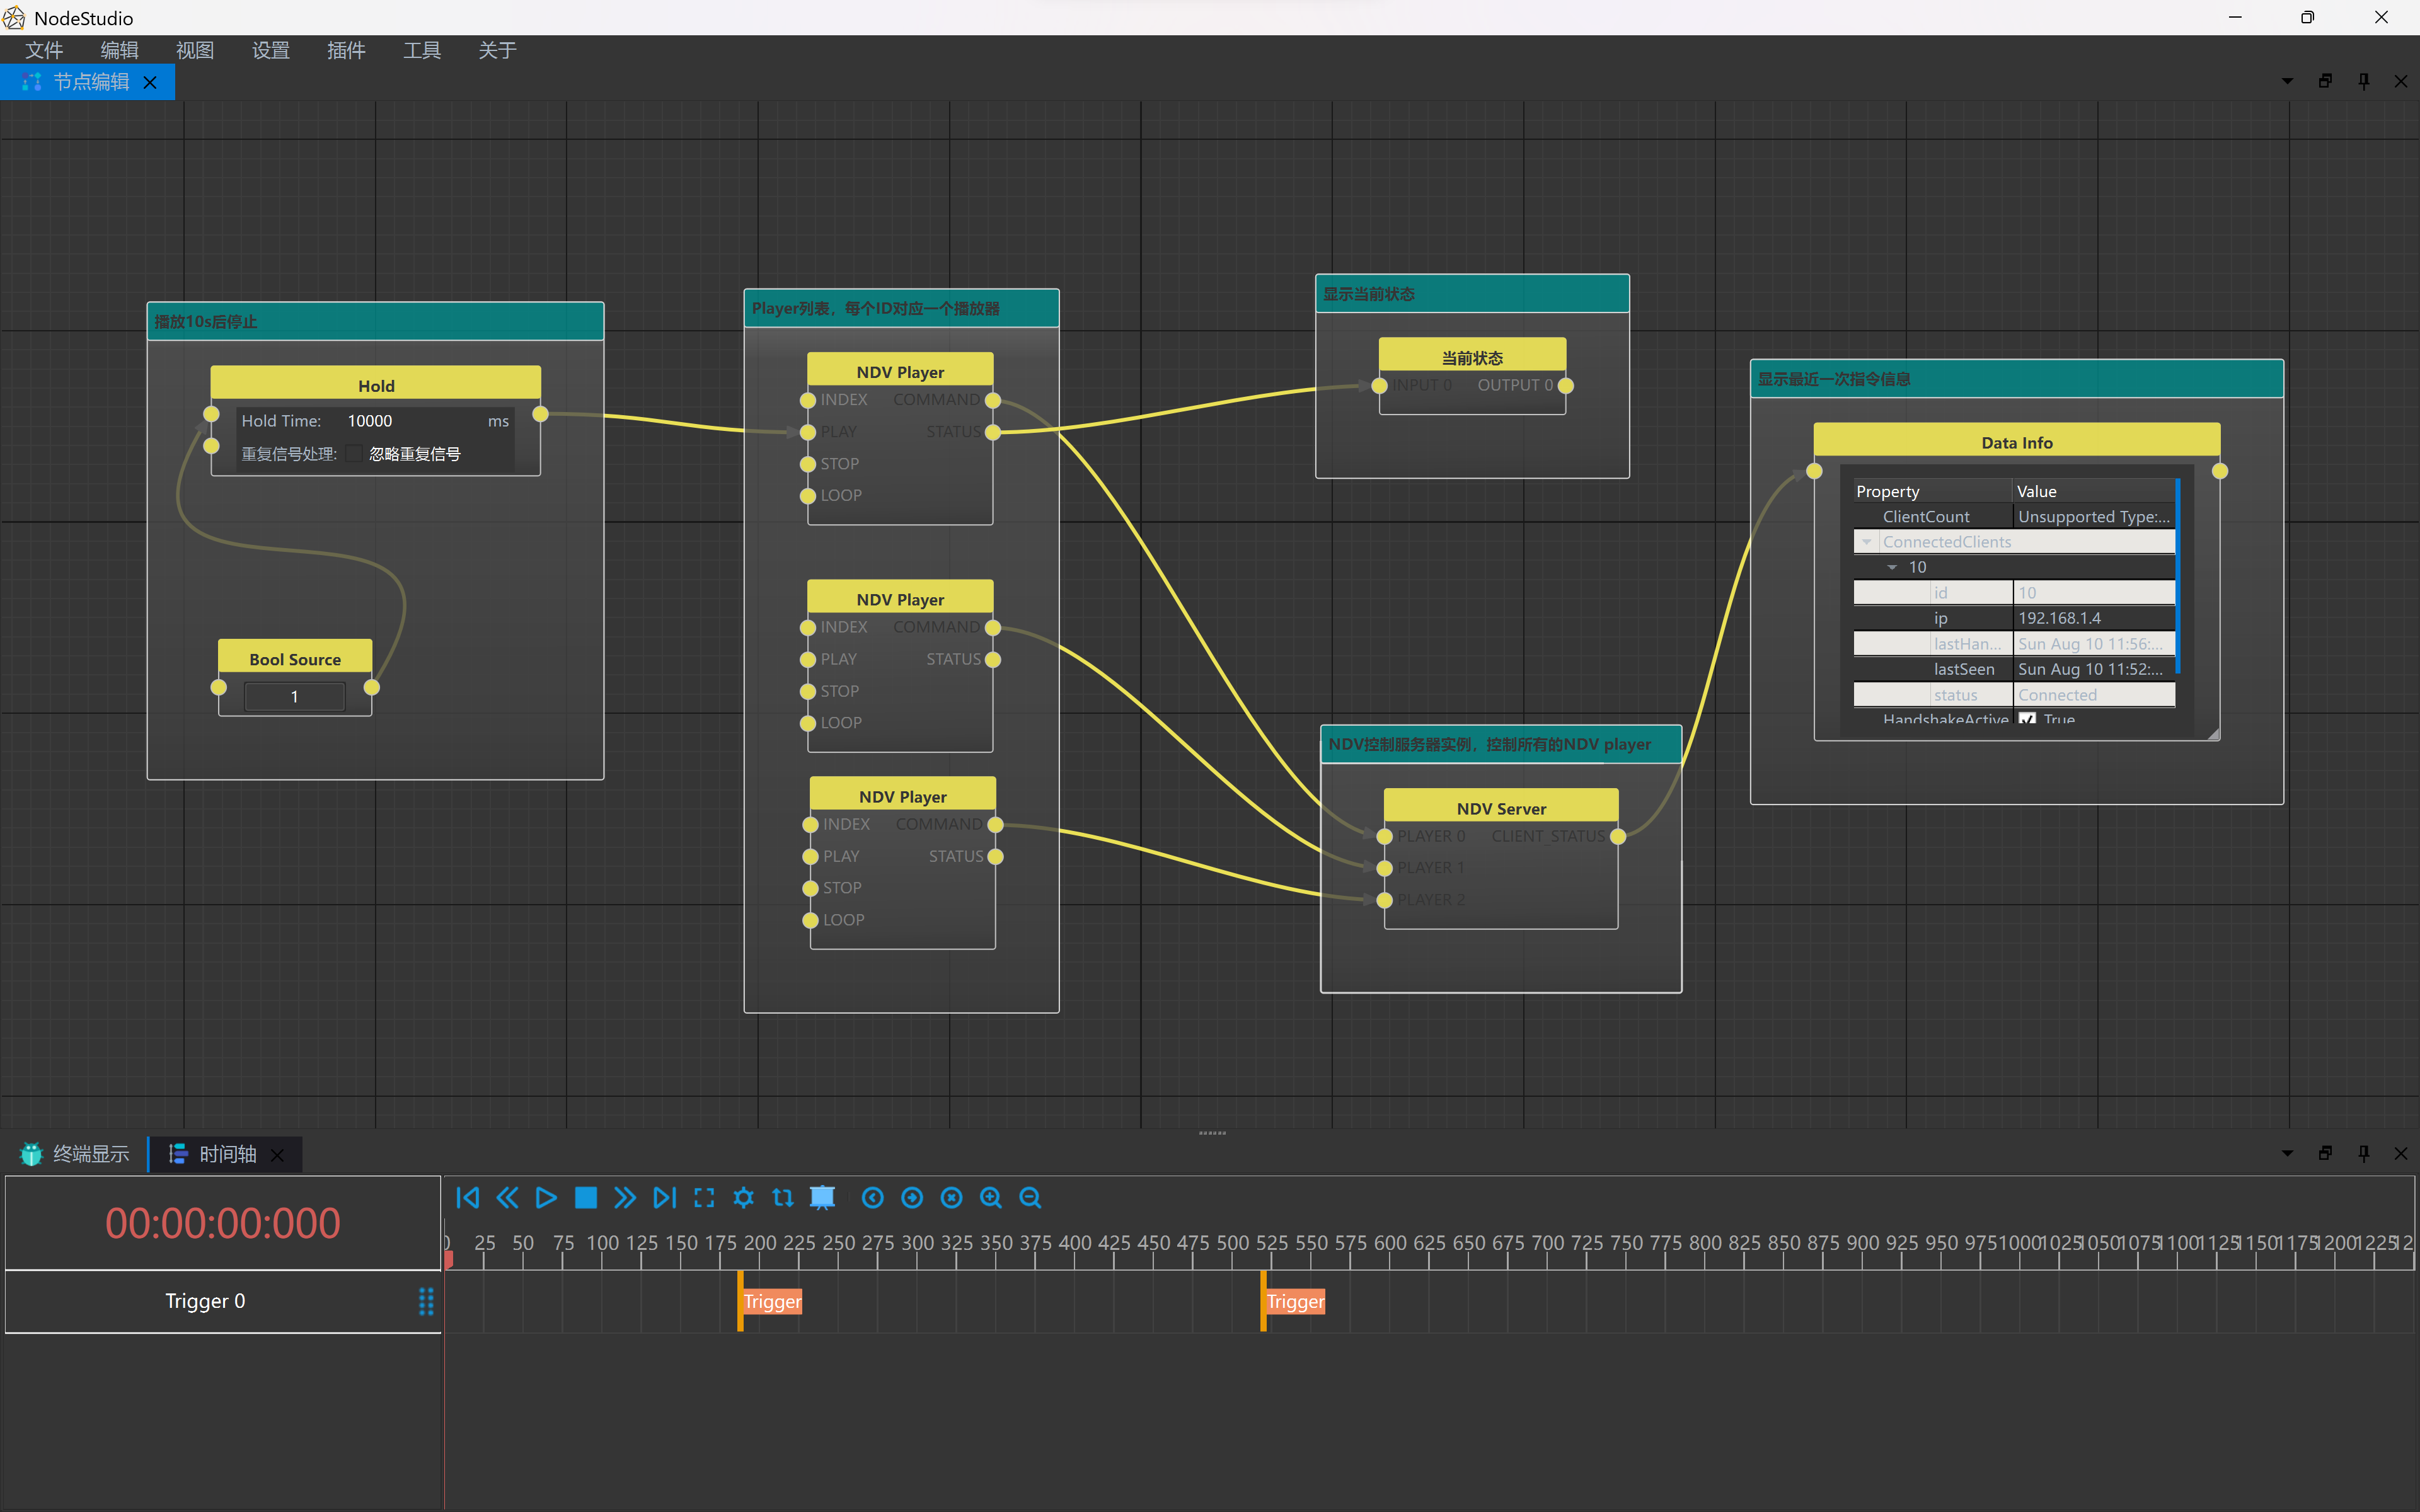 NodeStudio
文件 编辑 视图 设置 插件 工具 关于
节点编辑
播放10s后停止
Hold
Hold Time: 10000 ms
重复信号处理: 忽略重复信号
Bool Source
1
Player列表，每个ID对应一个播放器
NDV Player
INDEX COMMAND
PLAY STATUS
STOP
LOOP
NDV Player
INDEX COMMAND
PLAY STATUS
STOP
LOOP
NDV Player
INDEX COMMAND
PLAY STATUS
STOP
LOOP
显示当前状态
当前状态
INPUT 0 OUTPUT 0
NDV控制服务器实例，控制所有的NDV player
NDV Server
PLAYER 0 CLIENT_STATUS
PLAYER 1
PLAYER 2
显示最近一次指令信息
Data Info
Property Value
ClientCount Unsupported Type:...
ConnectedClients
10
id 10
ip 192.168.1.4
lastHan... Sun Aug 10 11:56:...
lastSeen Sun Aug 10 11:52:...
status Connected
HandshakeActive True
终端显示 时间轴
00:00:00:000
0 25 50 75 100 125 150 175 200 225 250 275 300 325 350 375 400 425 450 475 500 525 550 575 600 625 650 675 700 725 750 775 800 825 850 875 900 925 950 975 1000 1025 1050 1075 1100 1125 1150 1175 1200 1225 12
Trigger 0 Trigger Trigger